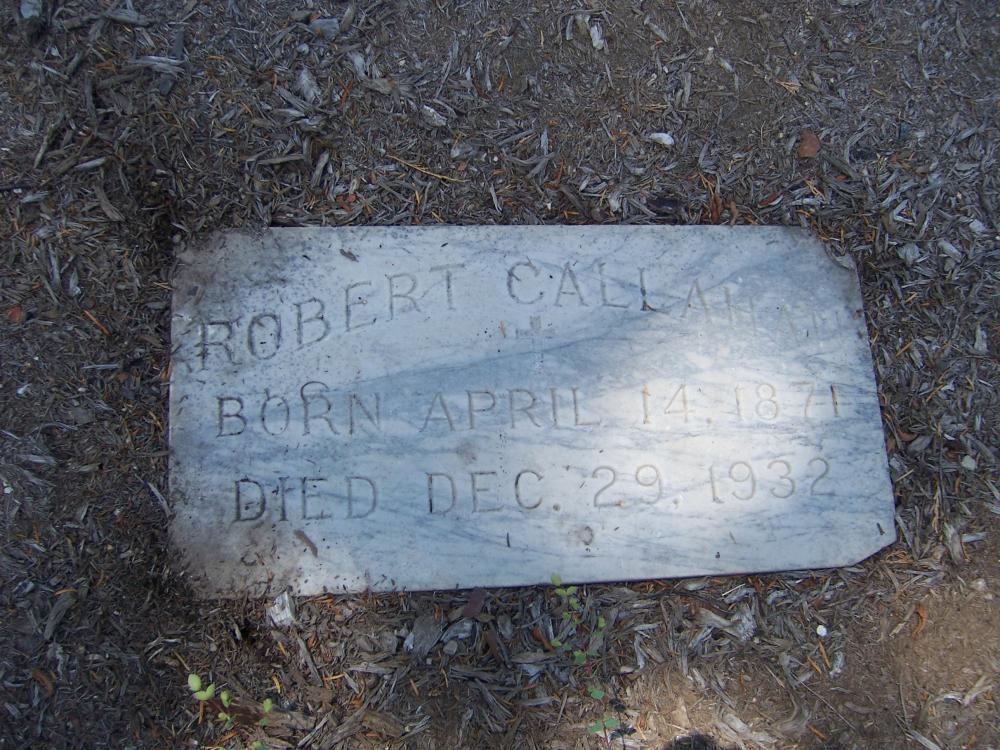 ROBERT CALLAHAN
BORN APRIL 14, 1871
DIED DEC. 29, 1932